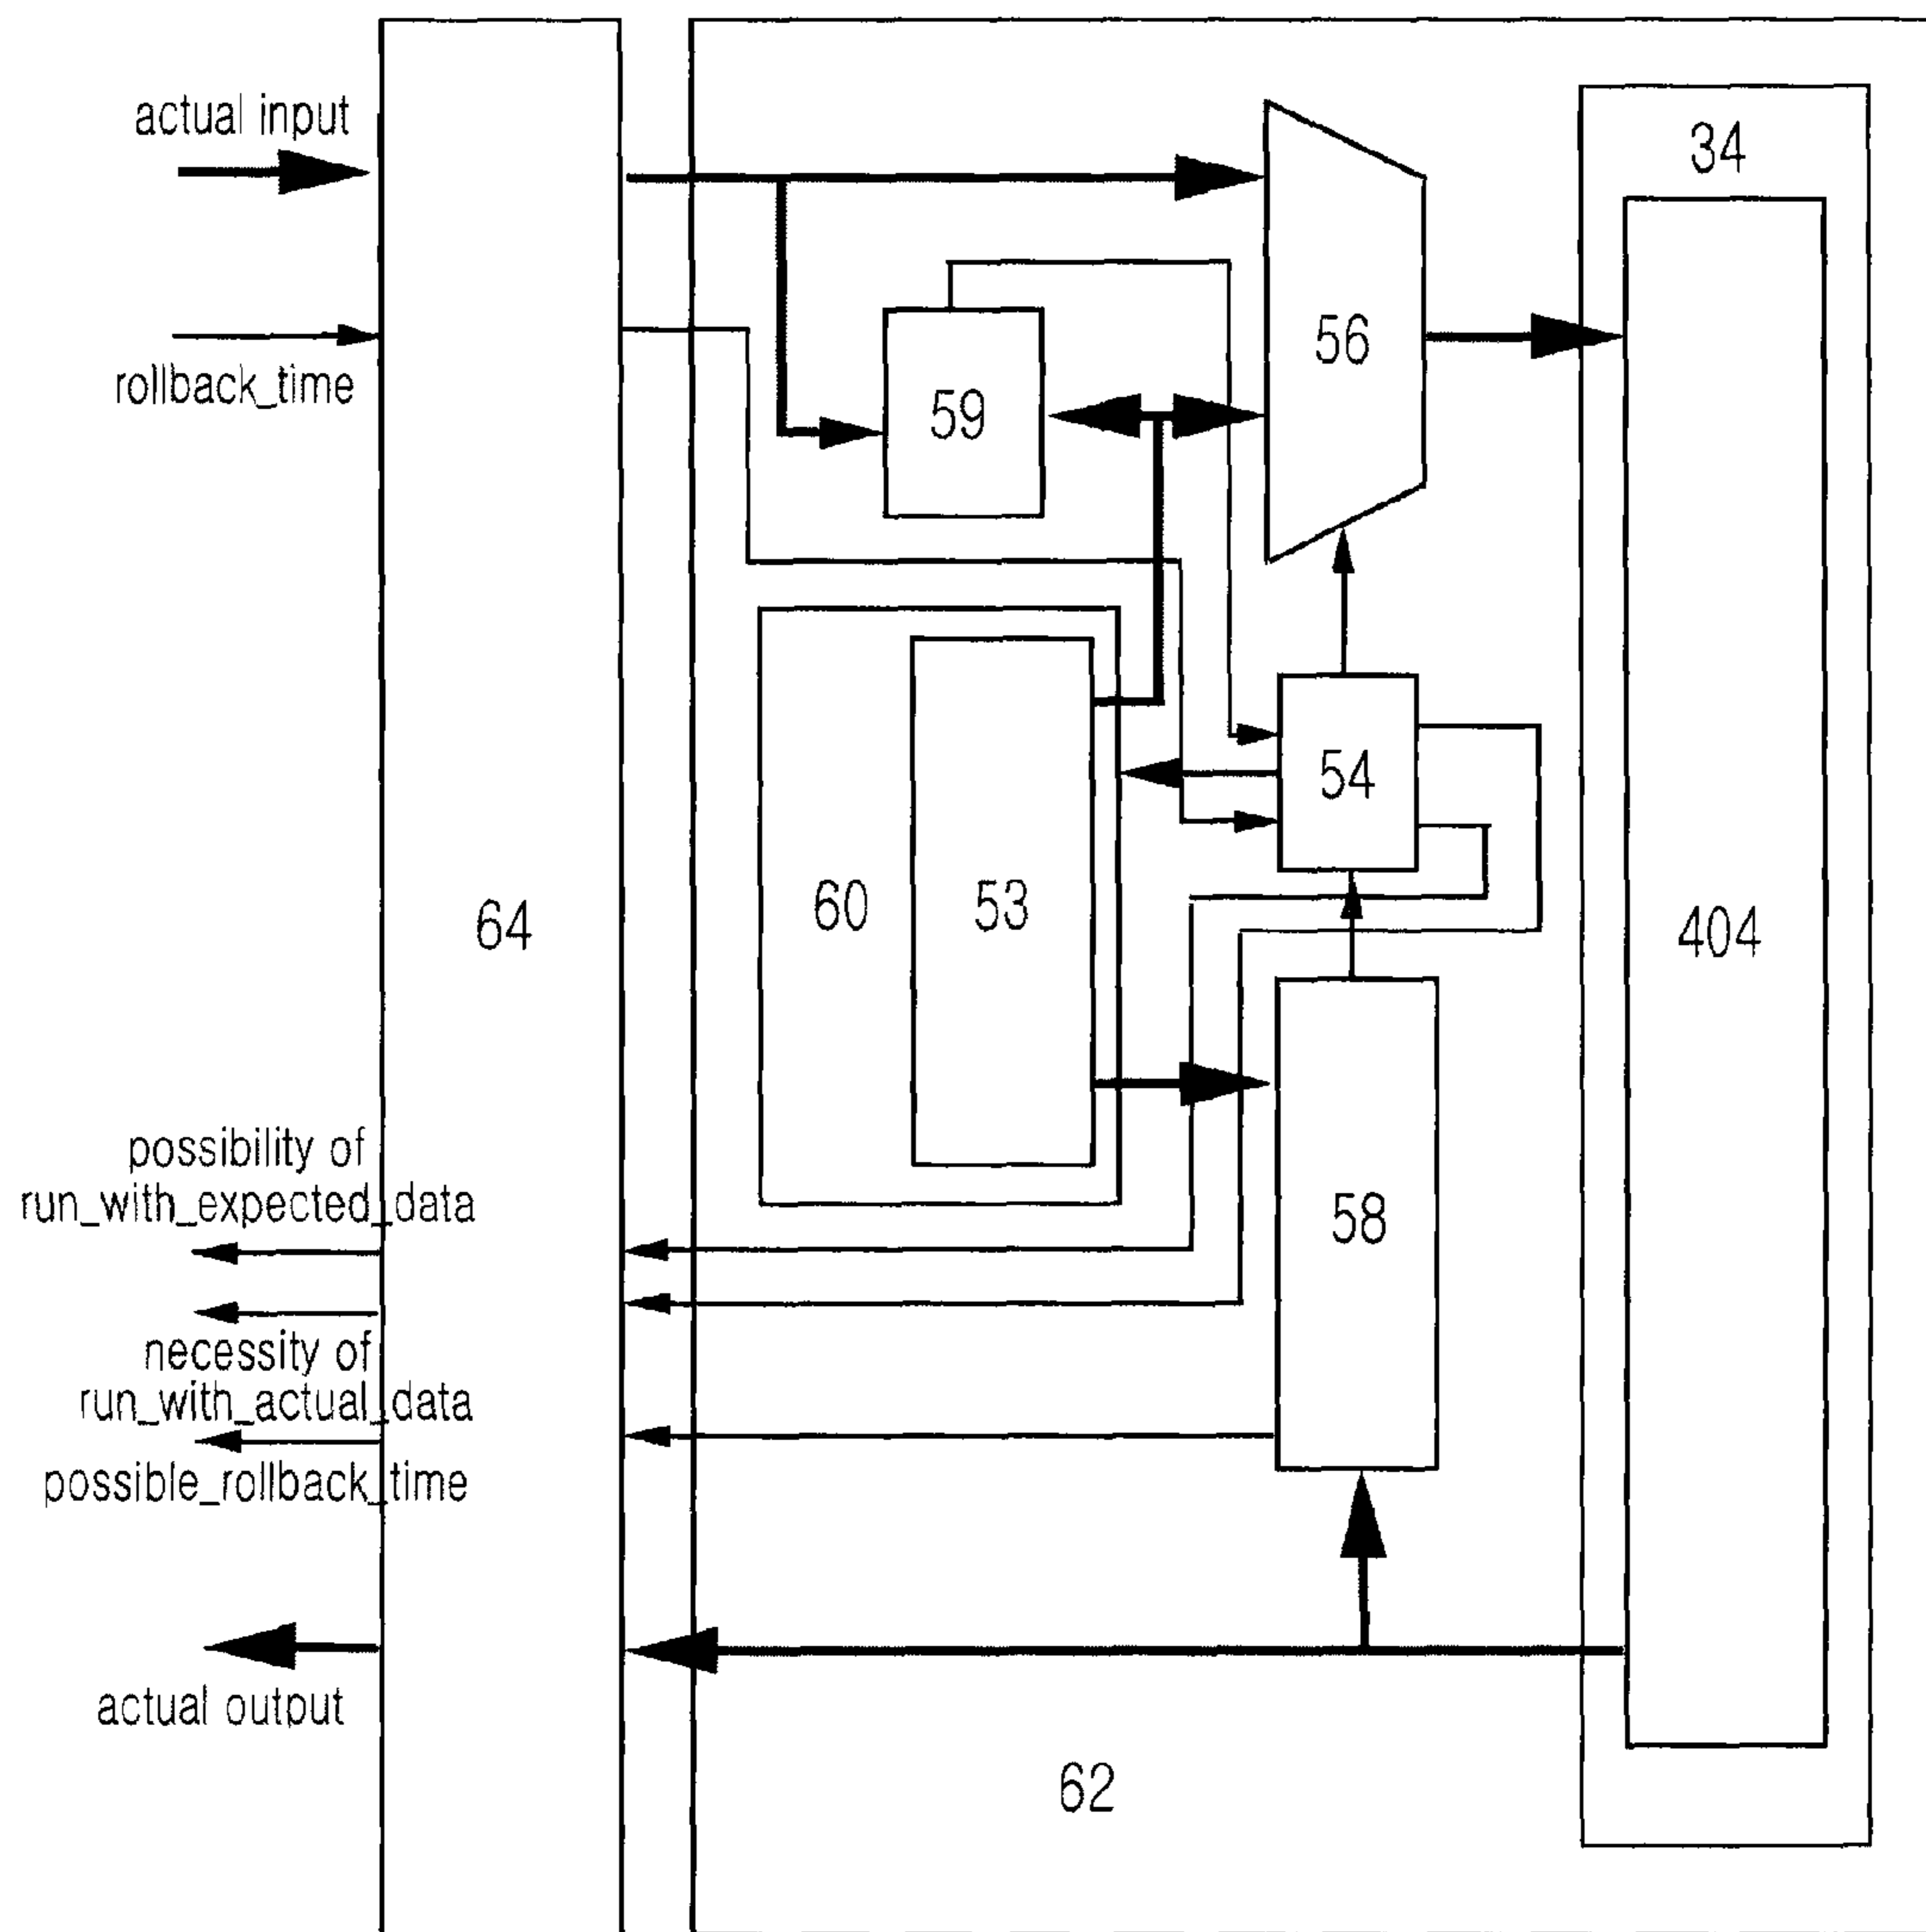 actual input
34
56
rollback_time
59
54
64
60
53
404
possibility of
run_with_expected_data
58
necessity of
run_with_actual_data
possible_rollback_time
actual output
62